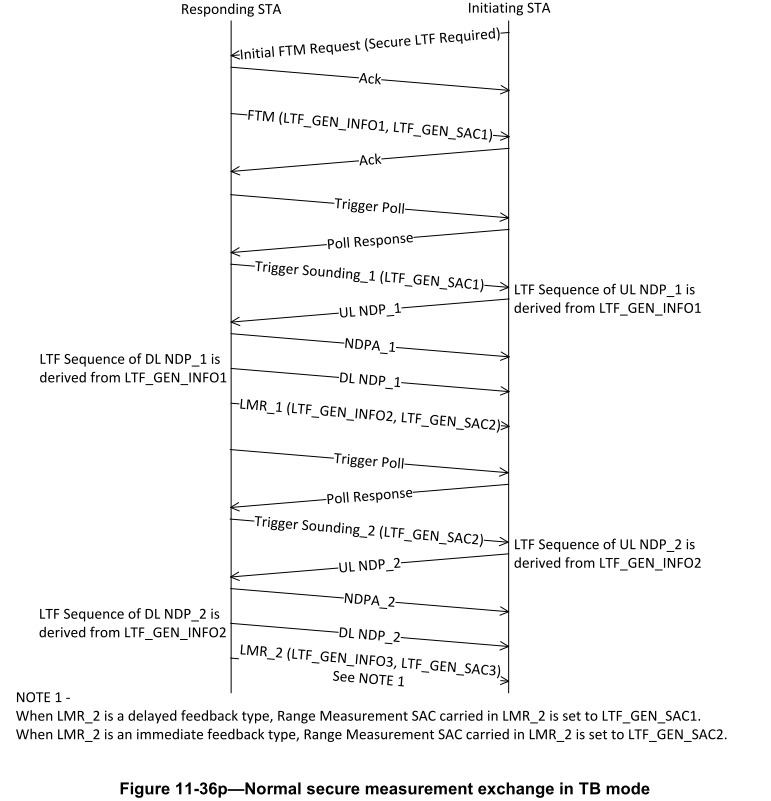 Responding STA
Initiating STA
Initial FTM Request (Secure LTF Required)
Ack
FTM (LTF_GEN_INFO1, LTF_GEN_SAC1)
Ack
Trigger Poll
Poll Response
Trigger Sounding_1 (LTF_GEN_SAC1)
LTF Sequence of UL NDP_1 is
derived from LTF_GEN_INFO1
UL NDP_1
NDPA_1
LTF Sequence of DL NDP_1 is
derived from LTF_GEN_INFO1
DL NDP_1
LMR_1 (LTF_GEN_INFO2, LTF_GEN_SAC2)
Trigger Poll
Poll Response
Trigger Sounding_2 (LTF_GEN_SAC2)
LTF Sequence of UL NDP_2 is
derived from LTF_GEN_INFO2
UL NDP_2
NDPA_2
LTF Sequence of DL NDP_2 is
derived from LTF_GEN_INFO2
DL NDP_2
LMR_2 (LTF_GEN_INFO3, LTF_GEN_SAC3)
See NOTE 1
NOTE 1 -
When LMR_2 is a delayed feedback type, Range Measurement SAC carried in LMR_2 is set to LTF_GEN_SAC1.
When LMR_2 is an immediate feedback type, Range Measurement SAC carried in LMR_2 is set to LTF_GEN_SAC2.
Figure 11-36p—Normal secure measurement exchange in TB mode